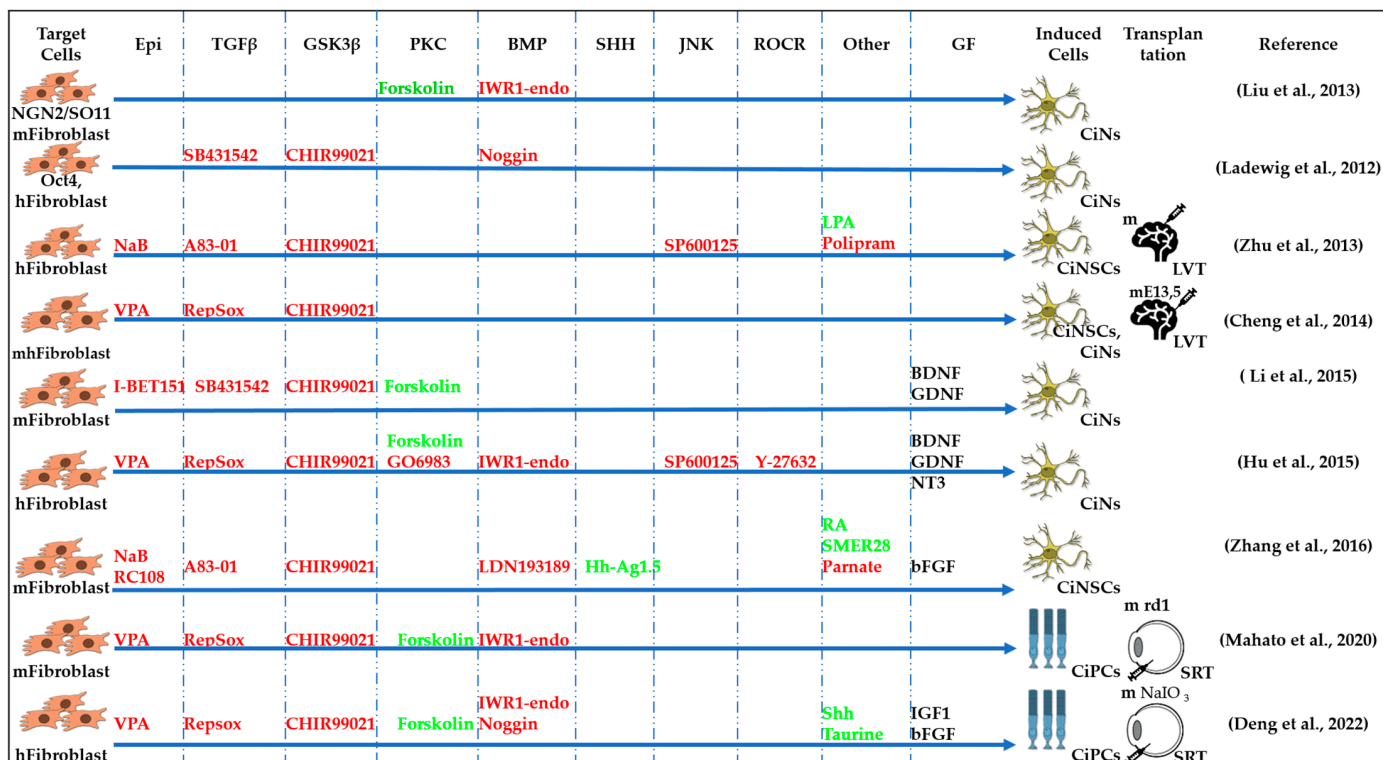 Target Cells Epi TGFβ GSK3β PKC BMP SHH JNK ROCR Other GF Induced Cells Transplan tation Reference
Forskolin IWR1-endo (Liu et al., 2013)
NGN2/SO11
mFibroblast CiNs
SB431542 CHIR99021 Noggin (Ladewig et al., 2012)
Oct4,
hFibroblast CiNs
LPA m
NaB A83-01 CHIR99021 SP600125 Polipram (Zhu et al., 2013)
hFibroblast CiNSCs LVT
mE13,5
VPA RepSox CHIR99021 (Cheng et al., 2014)
CiNSCs, LVT
mhFibroblast CiNs
BDNF
I-BET151 SB431542 CHIR99021 Forskolin GDNF ( Li et al., 2015)
mFibroblast CiNs
Forskolin BDNF
VPA RepSox CHIR99021 GO6983 IWR1-endo SP600125 Y-27632 GDNF (Hu et al., 2015)
NT3
hFibroblast CiNs
RA
NaB SMER28 (Zhang et al., 2016)
RC108 A83-01 CHIR99021 LDN193189 Hh-Ag1.5 Parnate bFGF
mFibroblast CiNSCs
m rd1
VPA RepSox CHIR99021 Forskolin IWR1-endo (Mahato et al., 2020)
mFibroblast CiPCs SRT
m NaIO3
IWR1-endo Shh IGF1
VPA Repsox CHIR99021 Forskolin Noggin Taurine bFGF (Deng et al., 2022)
hFibroblast CiPCs SRT